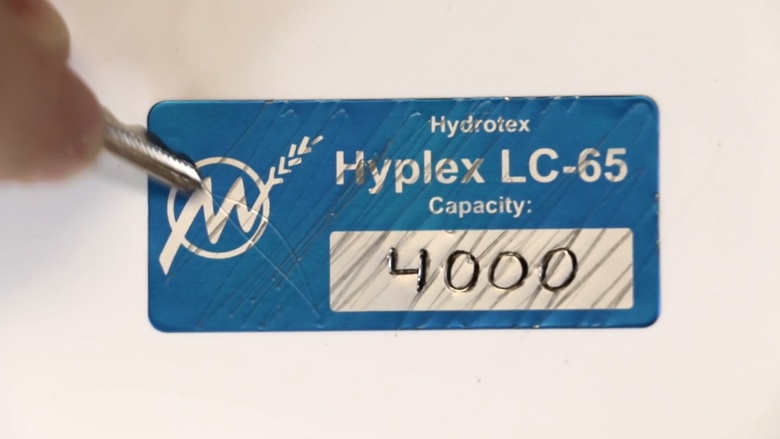 Hydrotex
Hyplex LC-65
Capacity:
4000